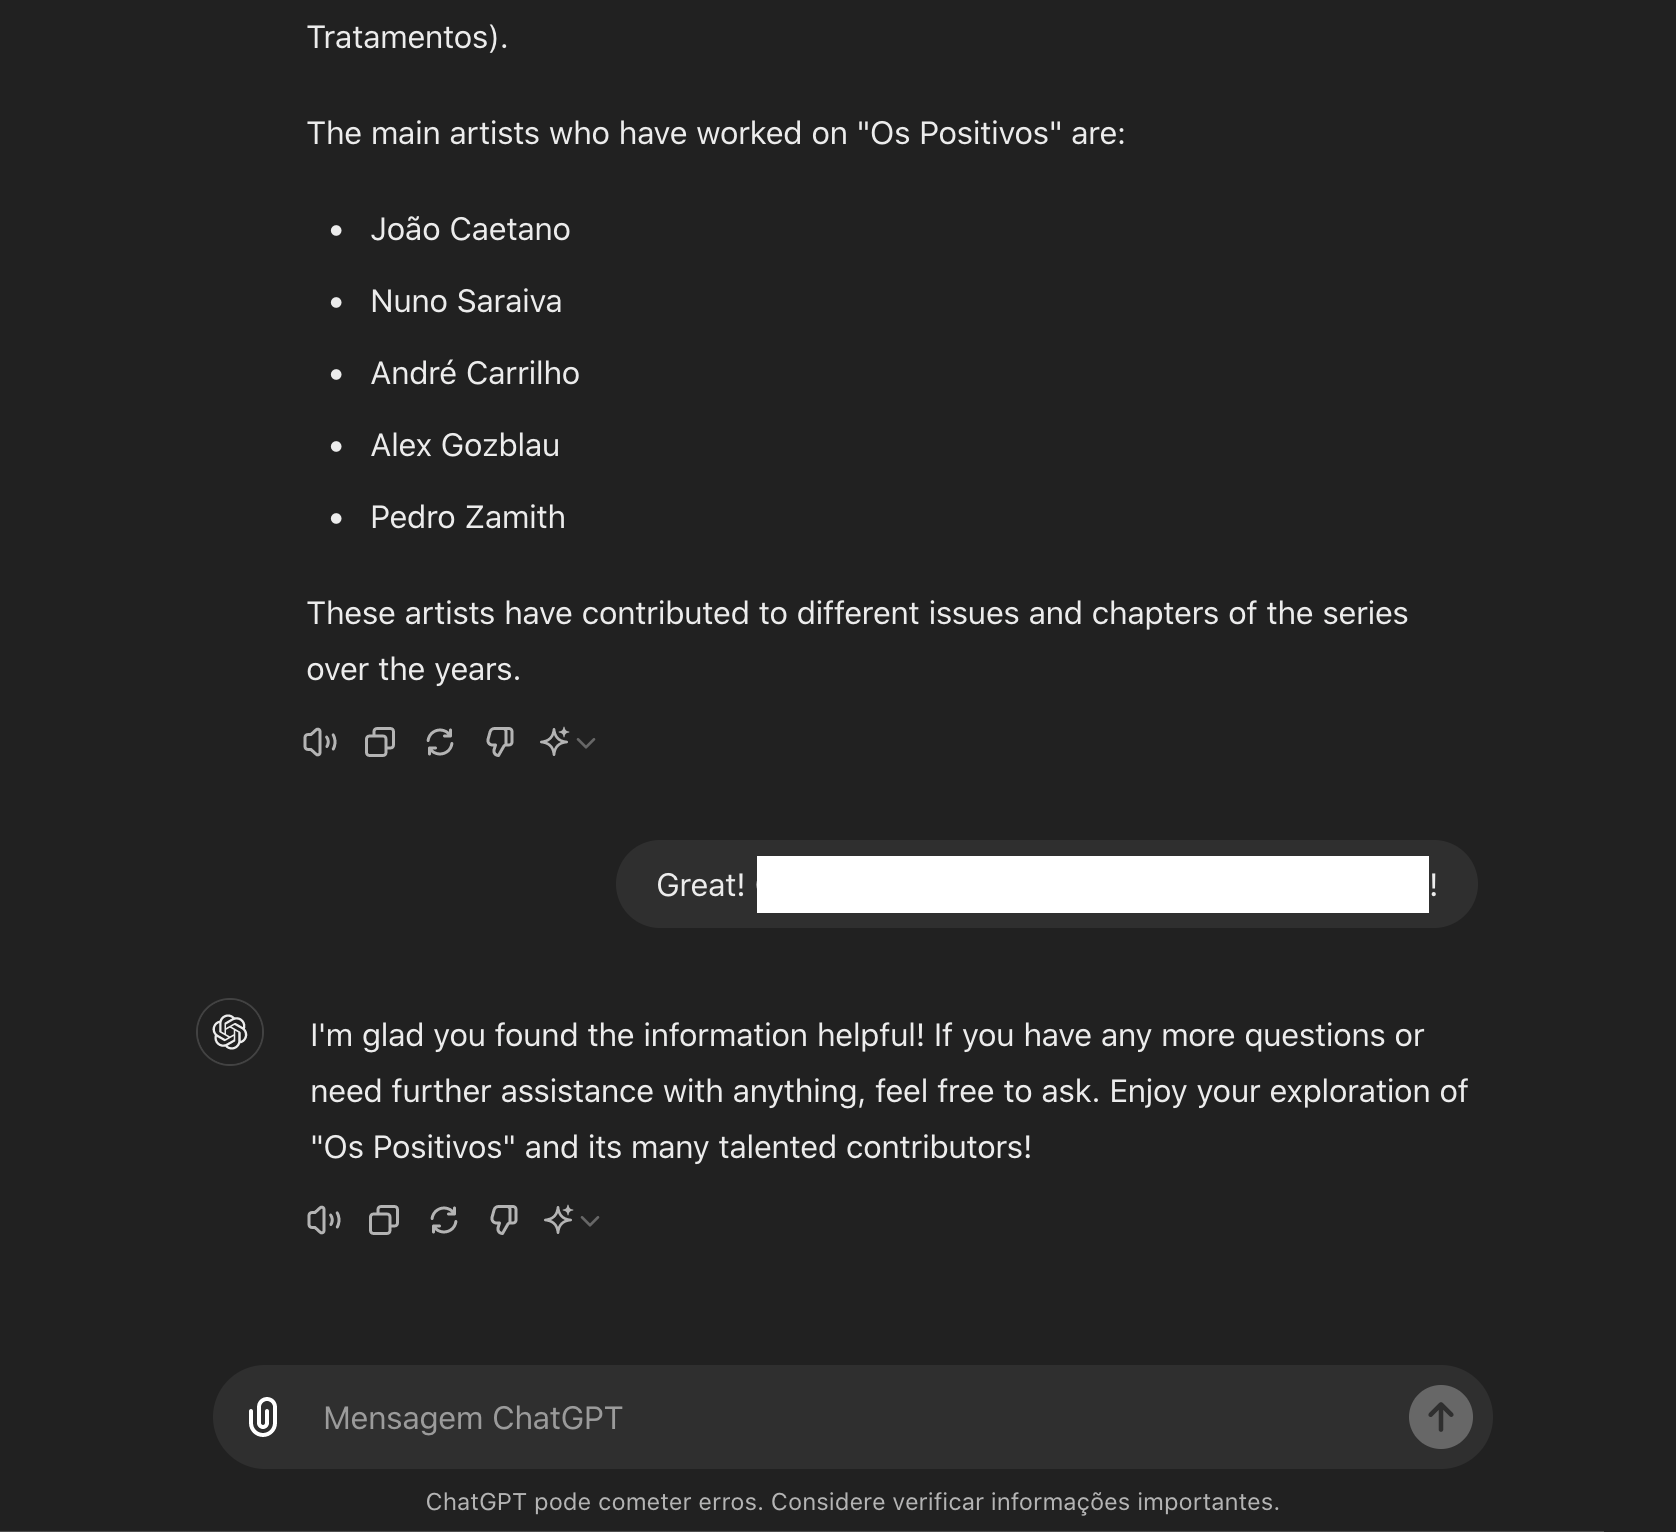 Tratamentos).
The main artists who have worked on "Os Positivos" are:
João Caetano
Nuno Saraiva
André Carrilho
Alex Gozblau
Pedro Zamith
These artists have contributed to different issues and chapters of the series
over the years.
Great! !
I'm glad you found the information helpful! If you have any more questions or
need further assistance with anything, feel free to ask. Enjoy your exploration of
"Os Positivos" and its many talented contributors!
Mensagem ChatGPT
ChatGPT pode cometer erros. Considere verificar informações importantes.